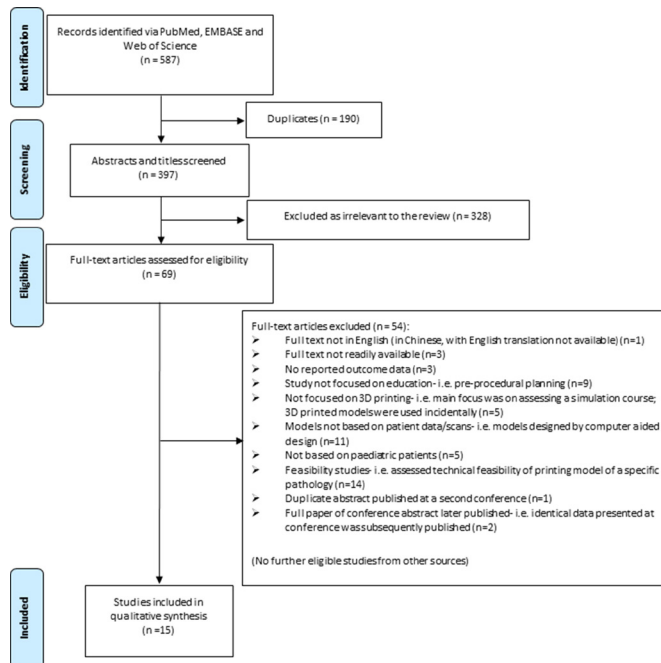 Identification
Records identified via PubMed, EMBASE and
Web of Science
(n = 587)
Duplicates (n = 190)
Screening
Abstracts and titles screened
(n = 397)
Excluded as irrelevant to the review (n = 328)
Eligibility
Full-text articles assessed for eligibility
(n = 69)
Full-text articles excluded (n = 54):
➢ Full text not in English (in Chinese, with English translation not available) (n=1)
➢ Full text not readily available (n=3)
➢ No reported outcome data (n=3)
➢ Study not focused on education- i.e. pre-procedural planning (n=9)
➢ Not focused on 3D printing- i.e. main focus was on assessing a simulation course;
3D printed models were used incidentally (n=5)
➢ Models not based on patient data/scans- i.e. models designed by computer aided
design (n=11)
➢ Not based on paediatric patients (n=5)
➢ Feasibility studies- i.e. assessed technical feasibility of printing model of a specific
pathology (n=14)
➢ Duplicate abstract published at a second conference (n=1)
➢ Full paper of conference abstract later published- i.e. identical data presented at
conference was subsequently published (n=2)
(No further eligible studies from other sources)
Included
Studies included in
qualitative synthesis
(n =15)